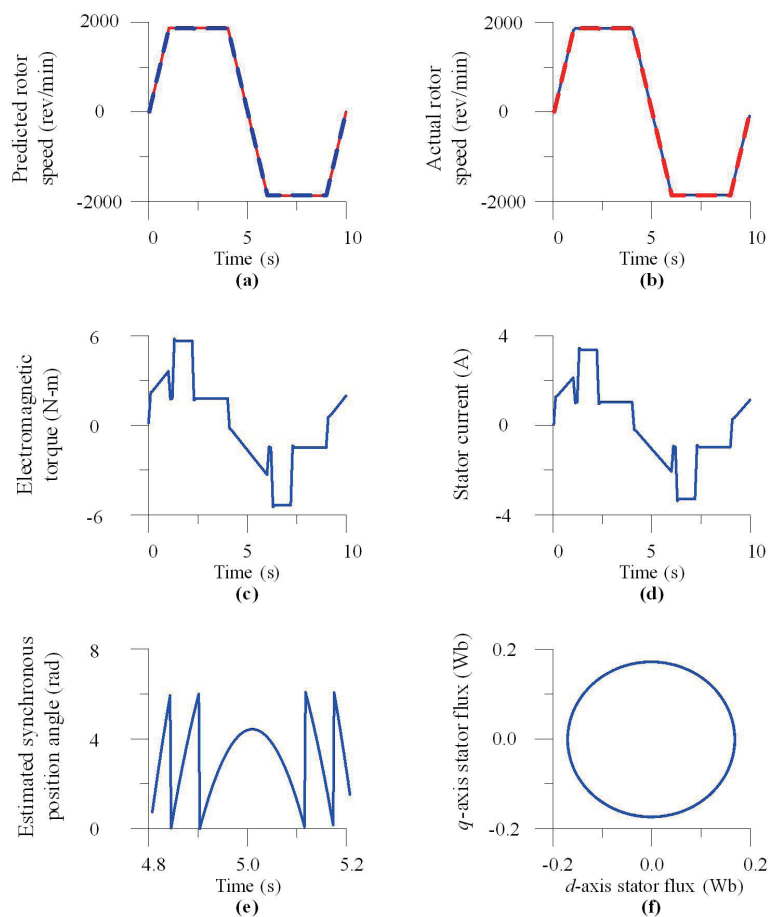 Predicted rotor
speed (rev/min)
2000
0
-2000
0
5
10
Time (s)
(a)
Actual rotor
speed (rev/min)
2000
0
2000
0
5
10
Time (s)
(b)
Electromagnetic
torque (N-m)
6
0
-6
0
5
10
Time (s)
(c)
Stator current (A)
4
0
-4
0
5
10
Time (s)
(d)
Estimated synchronous
position angle (rad)
8
4
0
4.8
5.0
5.2
Time (s)
(e)
q-axis stator flux (Wb)
0.2
0.0
-0.2
-0.2
0.0
0.2
d-axis stator flux (Wb)
(f)